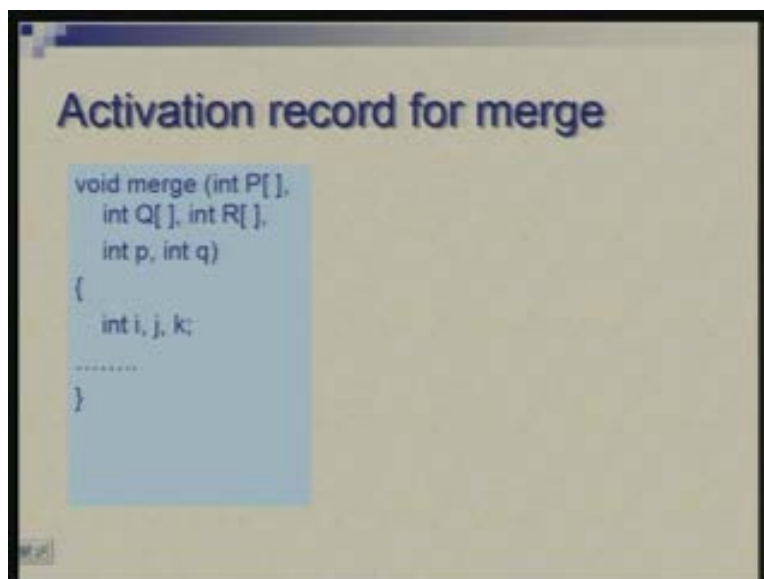 Activation record for merge
void merge (int P[ ],
int Q[ ], int R[ ],
int p, int q)
{
int i, j, k;
........
}